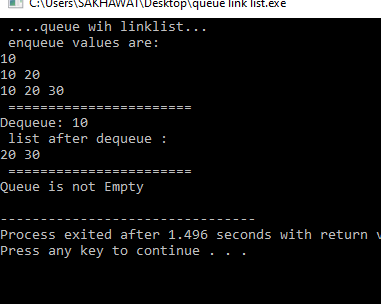 C:\Users\SAKHAWAT\Desktop\queue link list.exe
....queue wih linklist...
enqueue values are:
10
10 20
10 20 30
=======================
Dequeue: 10
list after dequeue :
20 30
=======================
Queue is not Empty
--------------------------------
Process exited after 1.496 seconds with return
Press any key to continue . . .